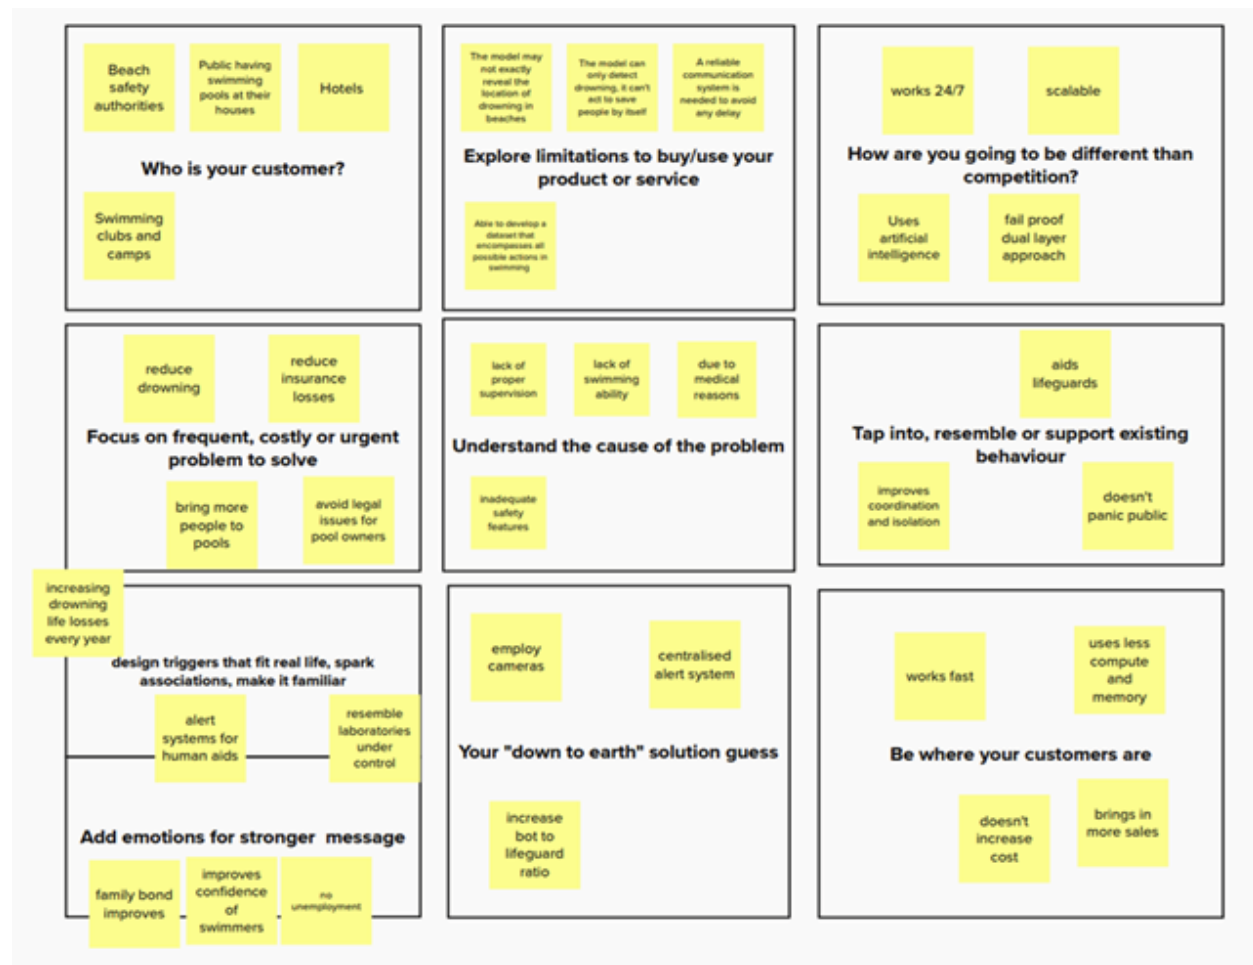 Beach
safety
authorities
Public having
swimming
pools at their
houses
Hotels
Who is your customer?
Swimming
clubs and
camps
The model may
not exactly
reveal the
location of
drowning in
beaches
The model can
only detect
drowning, it can't
act to save
people by itself
A reliable
communication
system is
needed to avoid
any delay
Explore limitations to buy/use your
product or service
Able to develop a
dataset that
encompasses all
possible actions in
swimming
works 24/7
scalable
How are you going to be different than
competition?
Uses
artificial
intelligence
fail proof
dual layer
approach
reduce
drowning
reduce
insurance
losses
Focus on frequent, costly or urgent
problem to solve
bring more
people to
pools
avoid legal
issues for
pool owners
lack of
proper
supervision
lack of
swimming
ability
due to
medical
reasons
Understand the cause of the problem
inadequate
safety
features
aids
lifeguards
Tap into, resemble or support existing
behaviour
improves
coordination
and isolation
doesn't
panic public
increasing
drowning
life losses
every year
design triggers that fit real life, spark
associations, make it familiar
alert
systems for
human aids
resemble
laboratories
under
control
Add emotions for stronger message
family bond
improves
improves
confidence
of
swimmers
no
unemployment
employ
cameras
centralised
alert system
Your "down to earth" solution guess
increase
bot to
lifeguard
ratio
works fast
uses less
compute
and
memory
Be where your customers are
doesn't
increase
cost
brings in
more sales